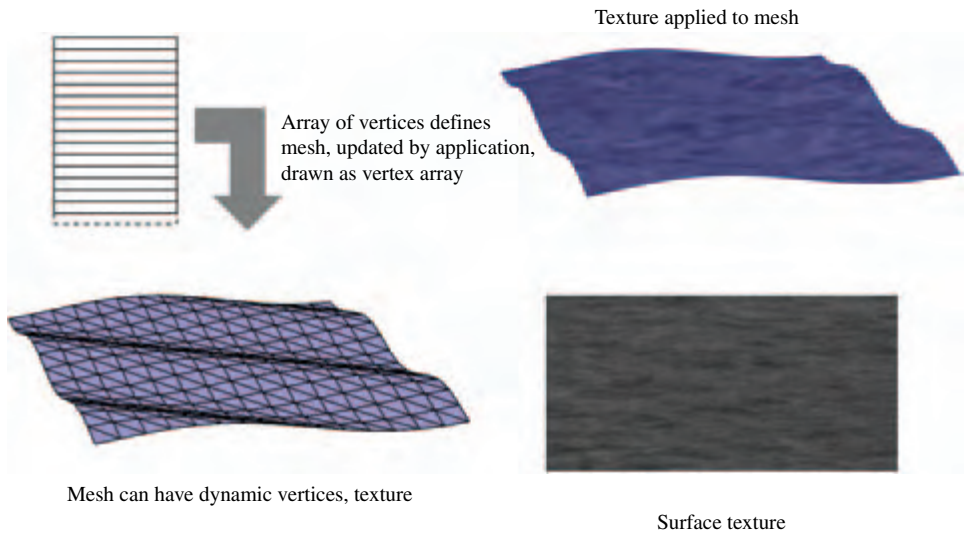 Texture applied to mesh
Array of vertices defines
mesh, updated by application,
drawn as vertex array
Mesh can have dynamic vertices, texture
Surface texture